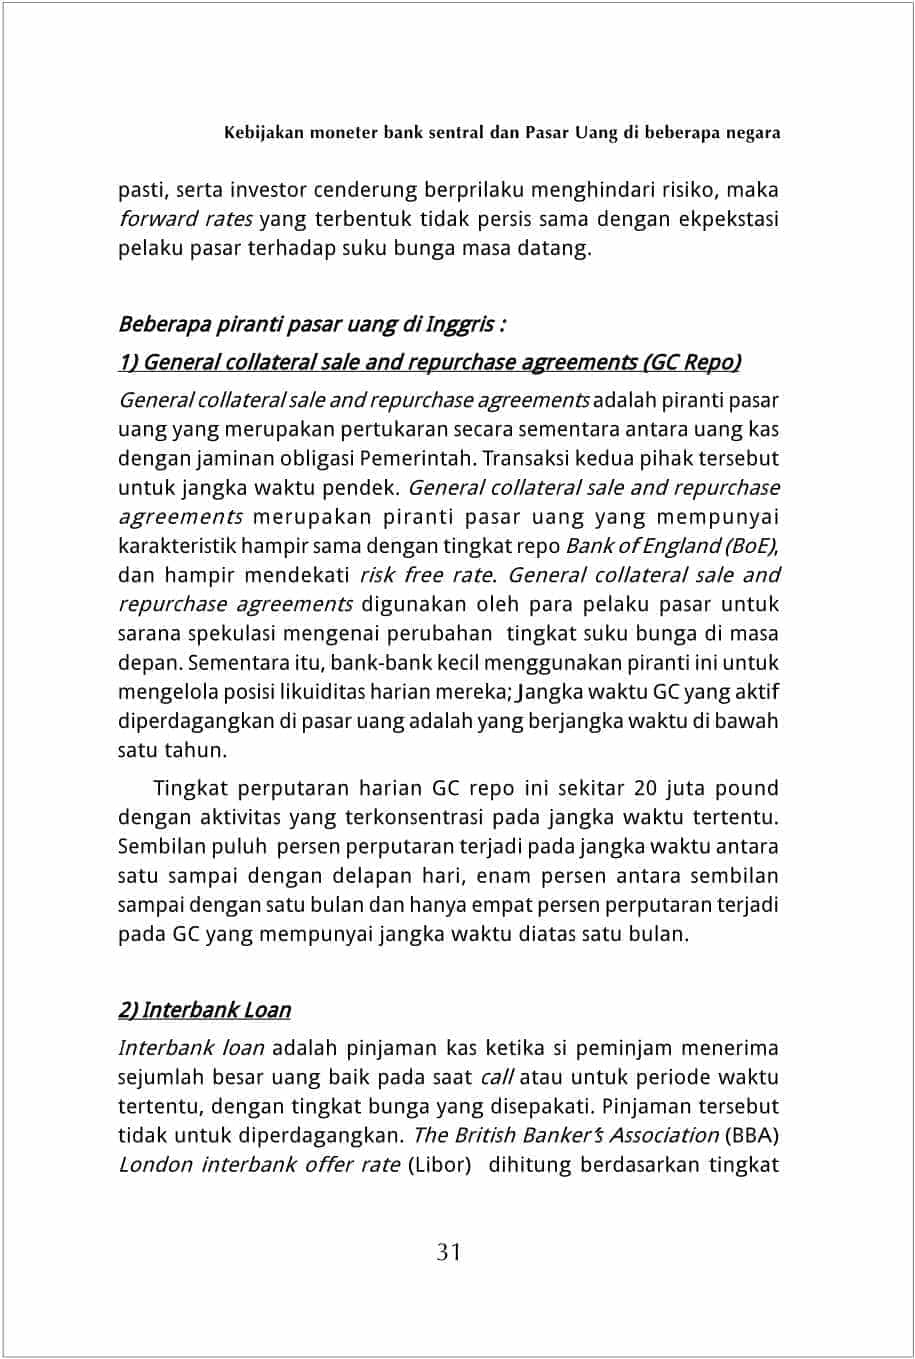 Kebijakan moneter bank sentral dan Pasar Uang di beberapa negara
pasti, serta investor cenderung berprilaku menghindari risiko, maka
forward rates yang terbentuk tidak persis sama dengan ekpekstasi
pelaku pasar terhadap suku bunga masa datang.
Beberapa piranti pasar uang di Inggris :
1) General collateral sale and repurchase agreements (GC Repo)
General collateral sale and repurchase agreements adalah piranti pasar
uang yang merupakan pertukaran secara sementara antara uang kas
dengan jaminan obligasi Pemerintah. Transaksi kedua pihak tersebut
untuk jangka waktu pendek. General collateral sale and repurchase
agreements merupakan piranti pasar uang yang mempunyai
karakteristik hampir sama dengan tingkat repo Bank of England (BoE),
dan hampir mendekati risk free rate. General collateral sale and
repurchase agreements digunakan oleh para pelaku pasar untuk
sarana spekulasi mengenai perubahan tingkat suku bunga di masa
depan. Sementara itu, bank-bank kecil menggunakan piranti ini untuk
mengelola posisi likuiditas harian mereka; Jangka waktu GC yang aktif
diperdagangkan di pasar uang adalah yang berjangka waktu di bawah
satu tahun.
Tingkat perputaran harian GC repo ini sekitar 20 juta pound
dengan aktivitas yang terkonsentrasi pada jangka waktu tertentu.
Sembilan puluh persen perputaran terjadi pada jangka waktu antara
satu sampai dengan delapan hari, enam persen antara sembilan
sampai dengan satu bulan dan hanya empat persen perputaran terjadi
pada GC yang mempunyai jangka waktu diatas satu bulan.
2) Interbank Loan
Interbank loan adalah pinjaman kas ketika si peminjam menerima
sejumlah besar uang baik pada saat call atau untuk periode waktu
tertentu, dengan tingkat bunga yang disepakati. Pinjaman tersebut
tidak untuk diperdagangkan. The British Banker's Association (BBA)
London interbank offer rate (Libor) dihitung berdasarkan tingkat
31